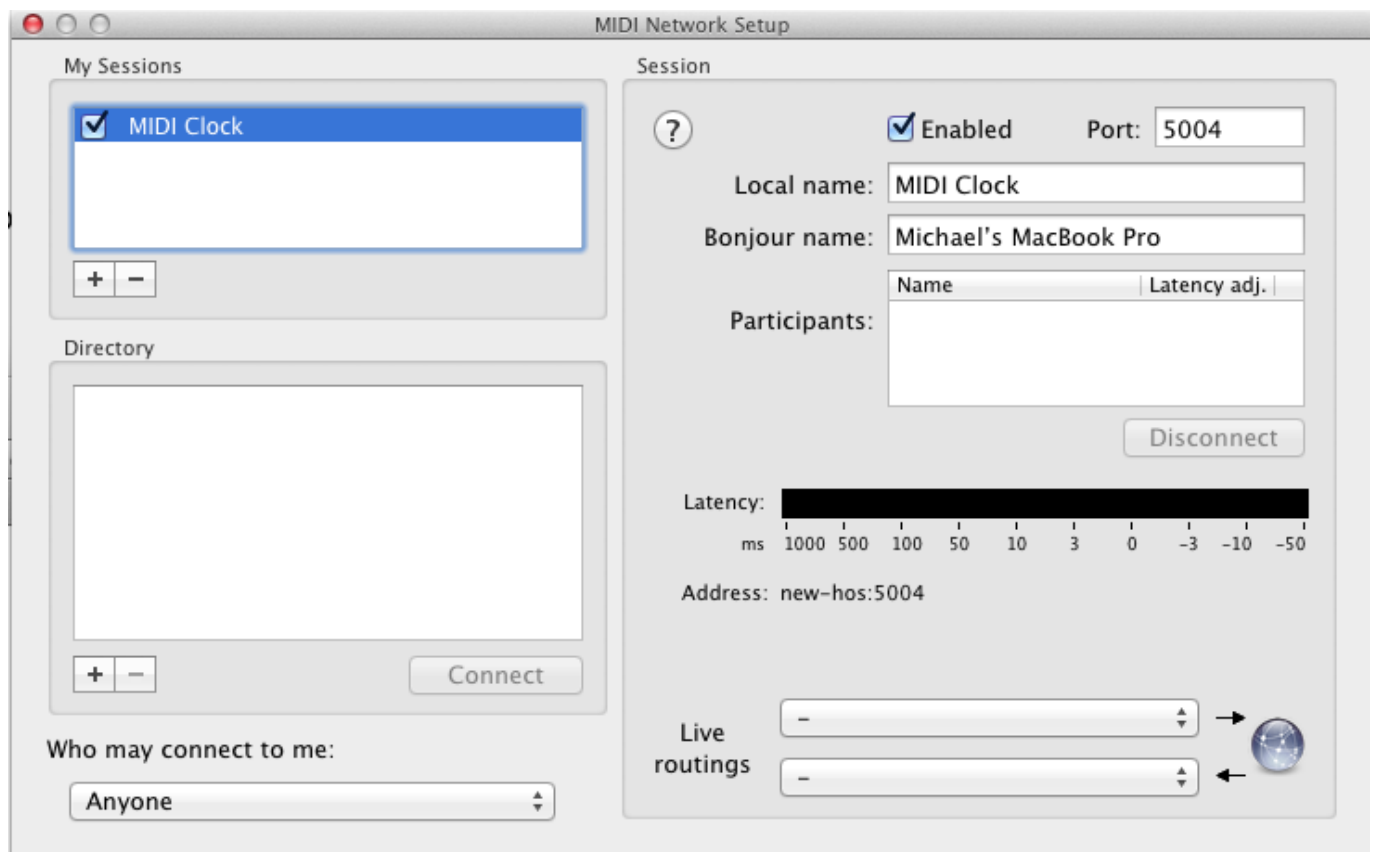 MIDI Network Setup
My Sessions
MIDI Clock
+ −
Directory
+ −
Connect
Who may connect to me:
Anyone
Session
?
Enabled
Port: 5004
Local name: MIDI Clock
Bonjour name: Michael's MacBook Pro
Name Latency adj.
Participants:
Disconnect
Latency:
ms 1000 500 100 50 10 3 0 -3 -10 -50
Address: new-hos:5004
Live
routings
-
-